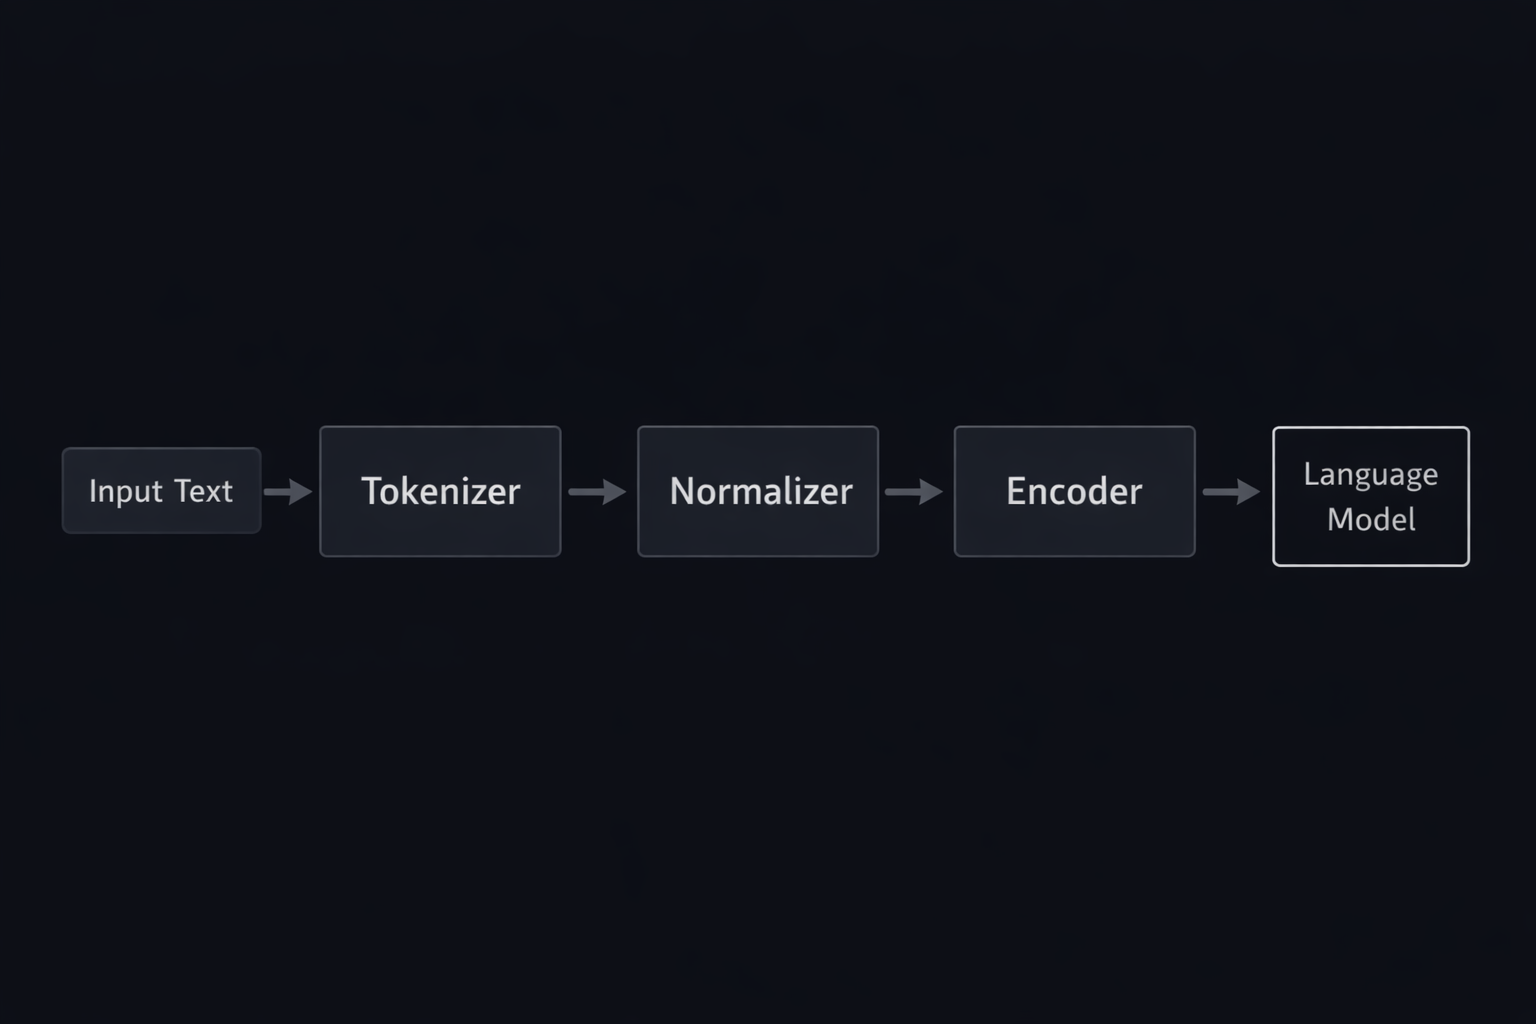 Input Text
Tokenizer
Normalizer
Encoder
Language
Model